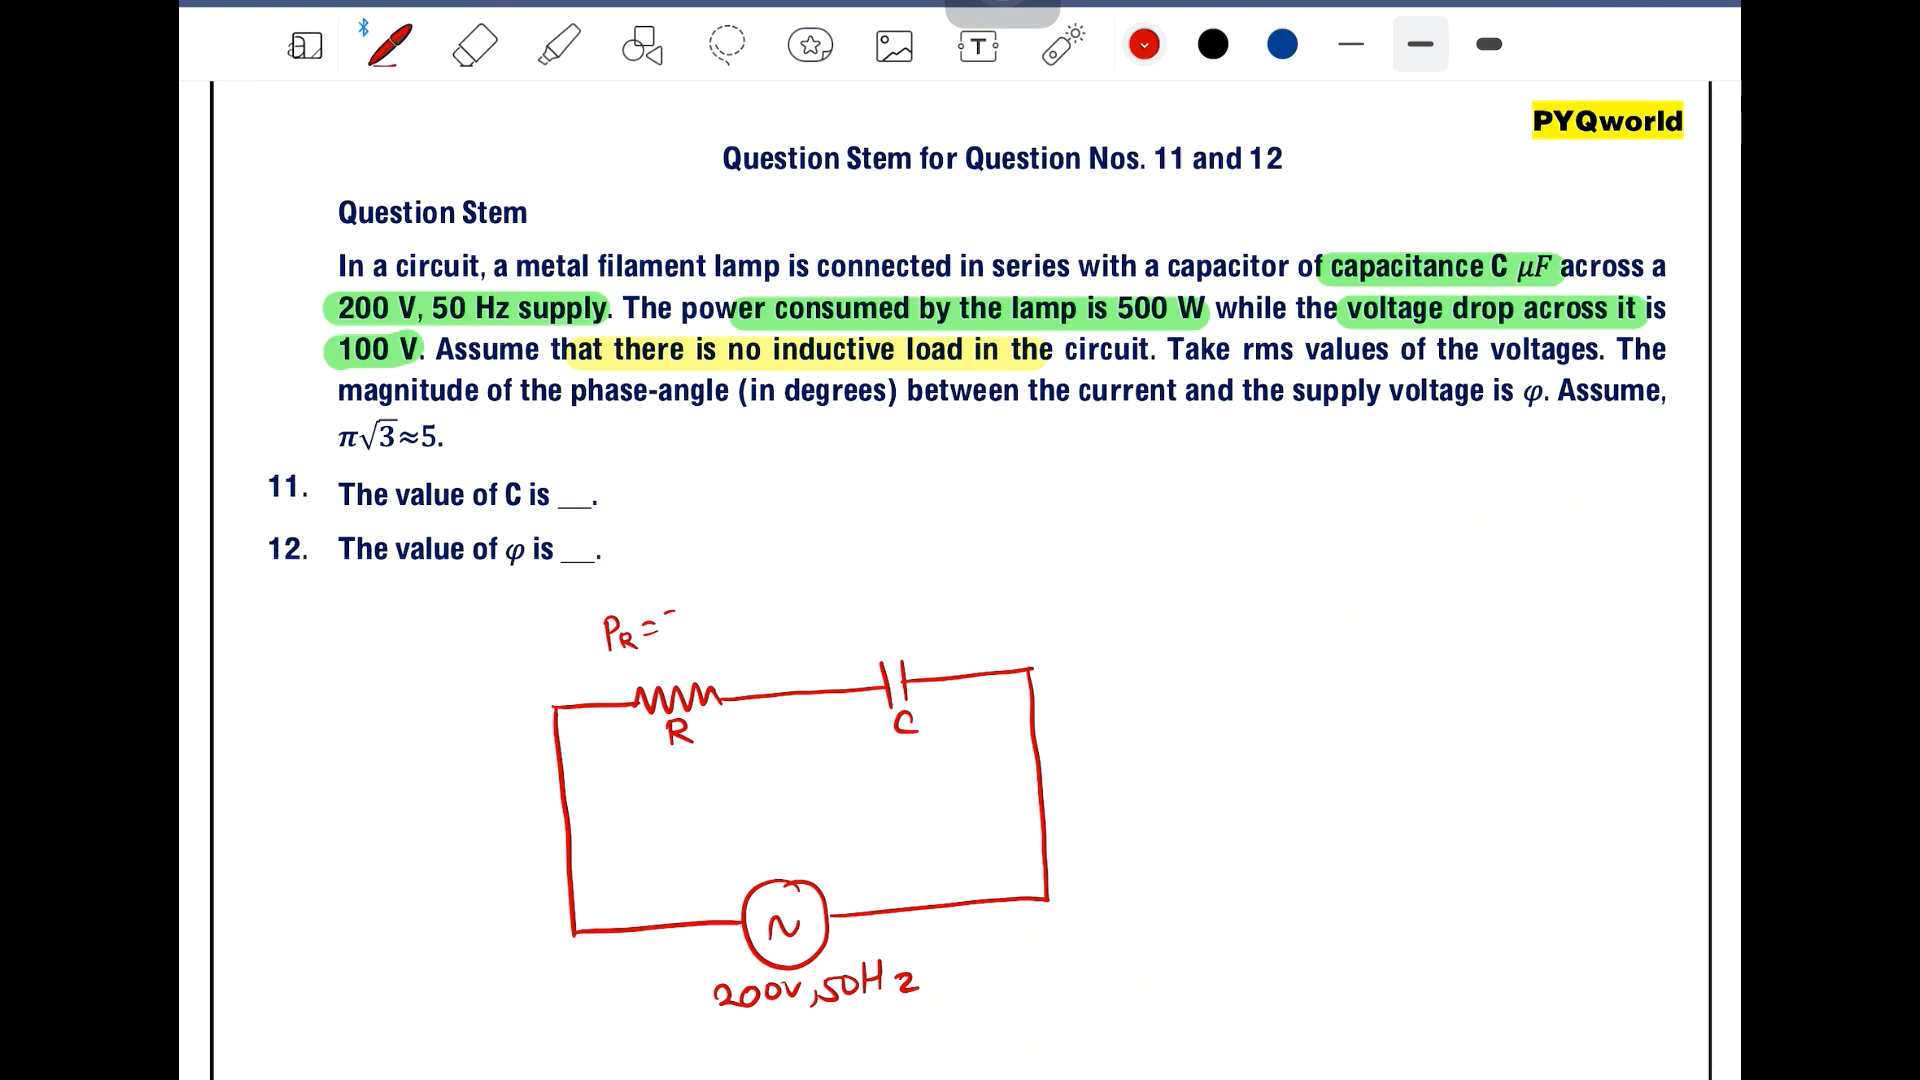 PYQworld
Question Stem for Question Nos. 11 and 12
Question Stem
In a circuit, a metal filament lamp is connected in series with a capacitor of capacitance C μF across a
200 V, 50 Hz supply. The power consumed by the lamp is 500 W while the voltage drop across it is
100 V. Assume that there is no inductive load in the circuit. Take rms values of the voltages. The
magnitude of the phase-angle (in degrees) between the current and the supply voltage is φ. Assume,
π√3≈5.
11. The value of C is __.
12. The value of φ is __.
P_R =
R
C
200V, 50Hz